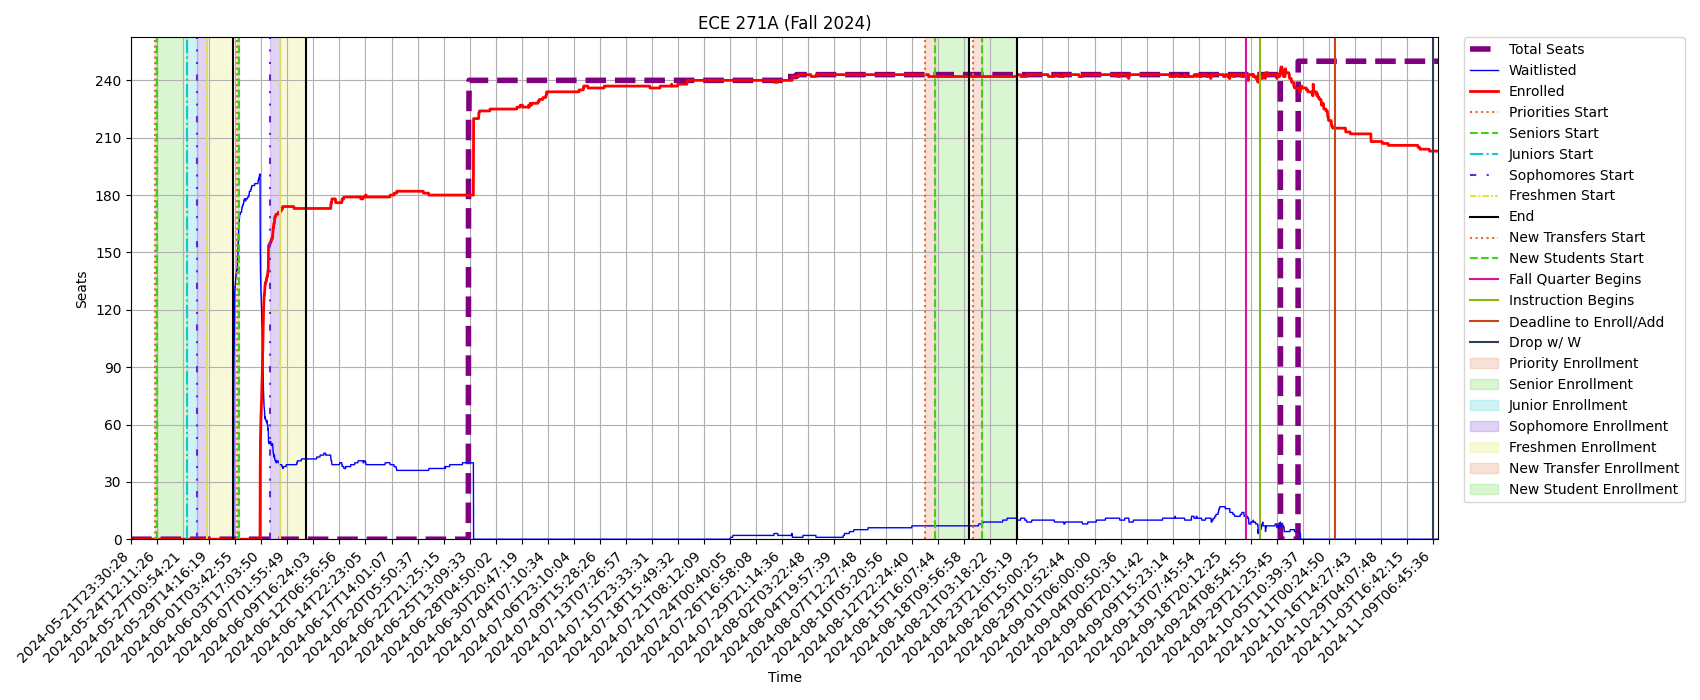 ECE 271A (Fall 2024)
Seats
240
210
180
150
120
90
60
30
0
2024-05-21T23:30:28
2024-05-24T12:11:26
2024-05-27T00:54:21
2024-05-29T14:16:19
2024-06-01T03:42:55
2024-06-03T17:03:50
2024-06-07T01:55:49
2024-06-09T16:24:03
2024-06-12T06:56:56
2024-06-14T22:23:05
2024-06-17T14:01:07
2024-06-20T05:50:37
2024-06-22T21:25:15
2024-06-25T13:09:33
2024-06-28T04:50:02
2024-06-30T20:47:19
2024-07-04T07:10:34
2024-07-06T23:10:04
2024-07-09T15:28:26
2024-07-13T07:26:57
2024-07-15T23:33:31
2024-07-18T15:49:32
2024-07-21T08:12:09
2024-07-24T00:40:05
2024-07-26T16:58:08
2024-07-29T11:14:36
2024-08-02T03:22:48
2024-08-04T19:57:39
2024-08-07T12:27:48
2024-08-10T05:20:56
2024-08-12T22:24:40
2024-08-15T16:07:44
2024-08-18T09:56:58
2024-08-21T03:18:22
2024-08-23T21:05:19
2024-08-26T15:00:25
2024-08-29T10:52:44
2024-09-01T06:00:00
2024-09-04T00:50:36
2024-09-06T20:11:42
2024-09-09T15:23:14
2024-09-13T07:45:54
2024-09-18T20:12:25
2024-09-24T08:54:55
2024-09-29T21:25:45
2024-10-05T10:39:37
2024-10-11T00:24:50
2024-10-16T14:27:43
2024-10-29T04:07:48
2024-11-03T16:42:15
2024-11-09T06:45:36
Time
Total Seats
Waitlisted
Enrolled
Priorities Start
Seniors Start
Juniors Start
Sophomores Start
Freshmen Start
End
New Transfers Start
New Students Start
Fall Quarter Begins
Instruction Begins
Deadline to Enroll/Add
Drop w/ W
Priority Enrollment
Senior Enrollment
Junior Enrollment
Sophomore Enrollment
Freshmen Enrollment
New Transfer Enrollment
New Student Enrollment